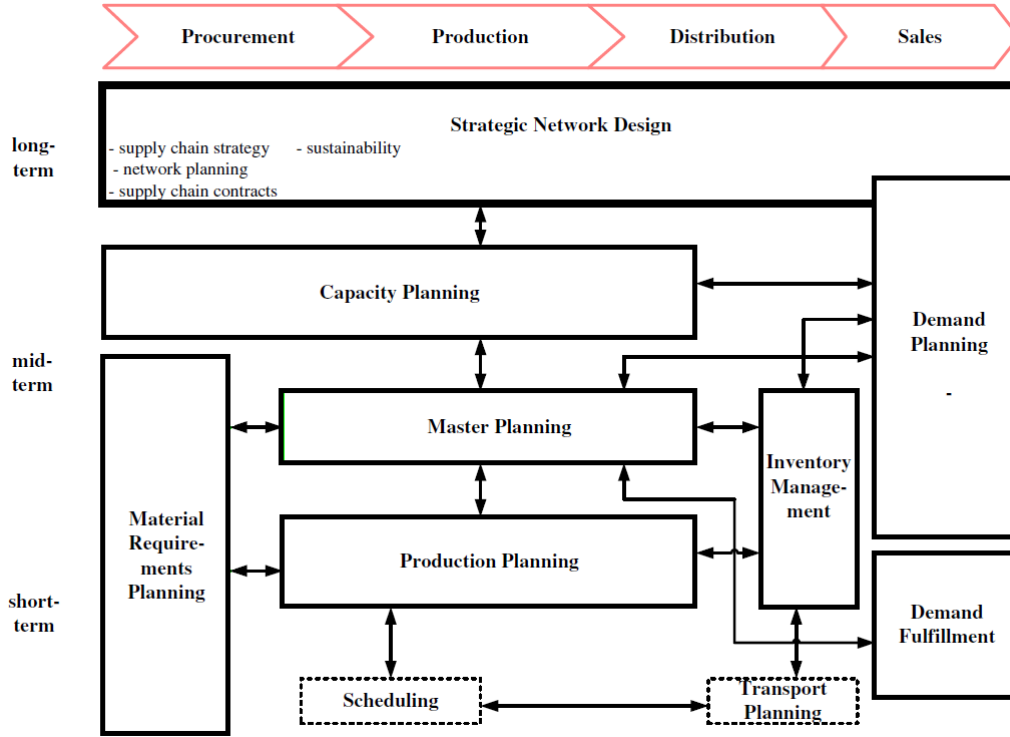 Procurement
Production
Distribution
Sales
long-
term
Strategic Network Design
- supply chain strategy - sustainability
- network planning
- supply chain contracts
Capacity Planning
Demand
Planning
-
mid-
term
Master Planning
Inventory
Manage-
ment
Material
Require-
ments
Planning
Production Planning
short-
term
Demand
Fulfillment
Scheduling
Transport
Planning